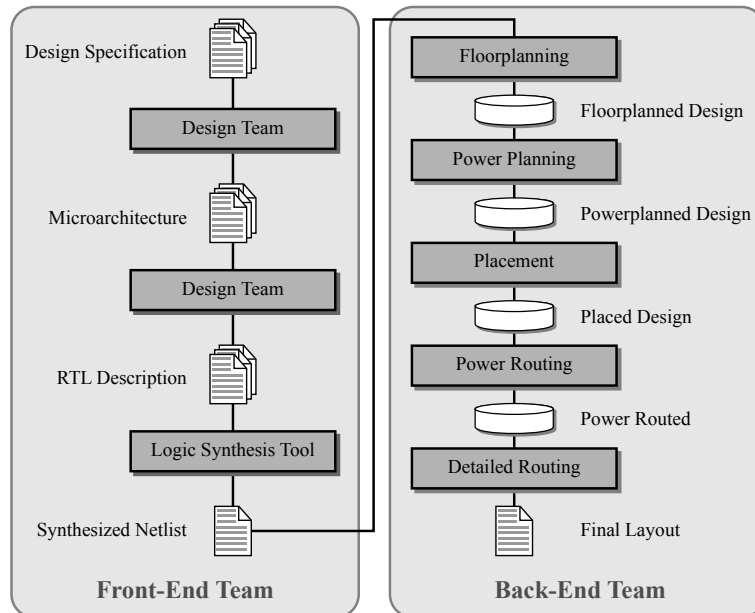 Design Specification
Design Team
Microarchitecture
Design Team
RTL Description
Logic Synthesis Tool
Synthesized Netlist
Front-End Team
Floorplanning
Floorplanned Design
Power Planning
Powerplanned Design
Placement
Placed Design
Power Routing
Power Routed
Detailed Routing
Final Layout
Back-End Team